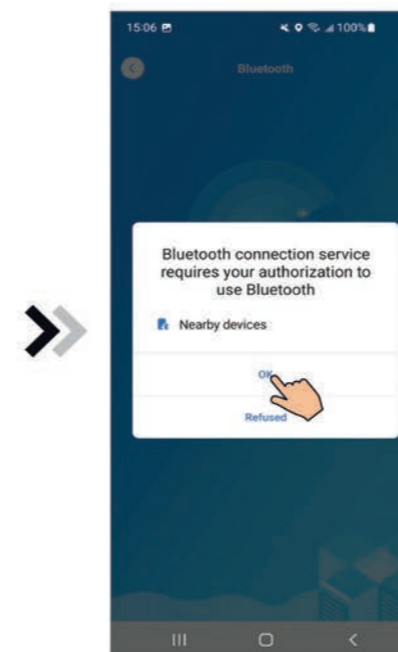 15:06 100%
Bluetooth
Bluetooth connection service
requires your authorization to
use Bluetooth
Nearby devices
OK
Refused